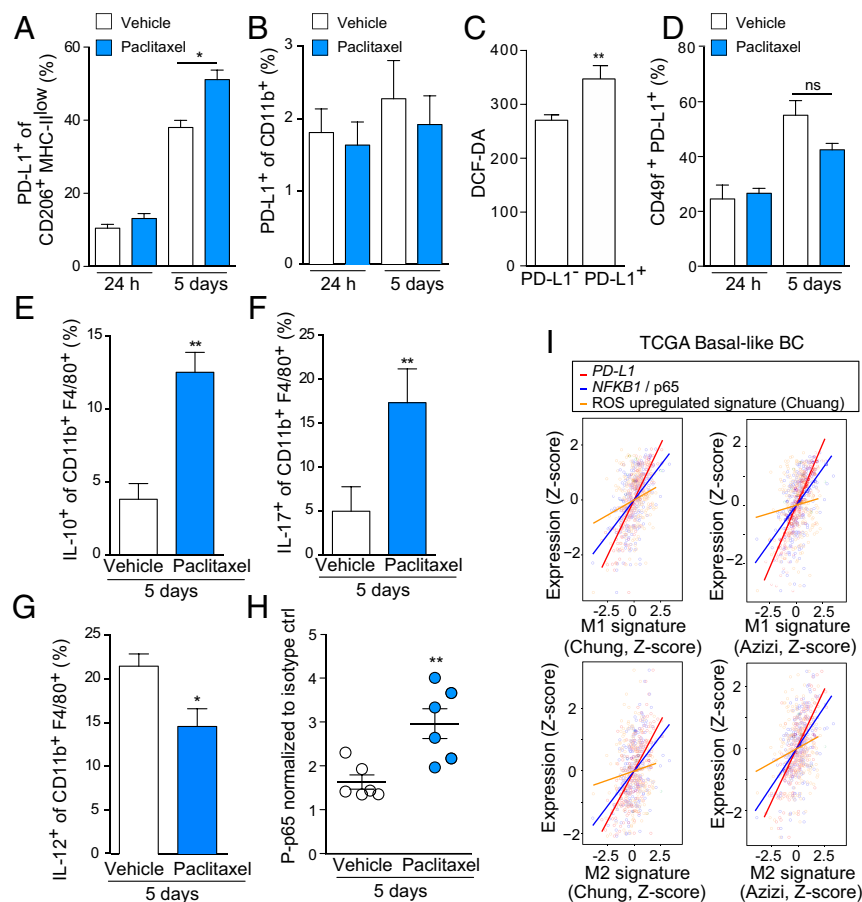 A
Vehicle
Paclitaxel
PD-L1+ of
CD206+ MHC-IIlow (%)
60
40
20
0
*
24 h
5 days
B
Vehicle
Paclitaxel
PD-L1+ of CD11b+ (%)
3
2
1
0
24 h
5 days
C
DCF-DA
400
300
200
100
0
**
PD-L1-
PD-L1+
D
Vehicle
Paclitaxel
CD49f + PD-L1+ (%)
80
60
40
20
0
ns
24 h
5 days
E
IL-10+ of CD11b+ F4/80+ (%)
15
10
5
0
**
Vehicle
Paclitaxel
5 days
F
IL-17+ of CD11b+ F4/80+ (%)
25
20
15
10
5
0
**
Vehicle
Paclitaxel
5 days
G
IL-12+ of CD11b+ F4/80+ (%)
25
20
15
10
5
0
*
Vehicle
Paclitaxel
5 days
H
P-p65 normalized to isotype ctrl
5
4
3
2
1
0
**
Vehicle
Paclitaxel
5 days
I
TCGA Basal-like BC
PD-L1
NFKB1 / p65
ROS upregulated signature (Chuang)
Expression (Z-score)
2
0
−2
-2.5 0 2.5
M1 signature
(Chung, Z-score)
Expression (Z-score)
2
0
−2
-2.5 0 2.5
M1 signature
(Azizi, Z-score)
Expression (Z-score)
2
0
−2
-2.5 0 2.5
M2 signature
(Chung, Z-score)
Expression (Z-score)
2
0
−2
-2.5 0 2.5
M2 signature
(Azizi, Z-score)